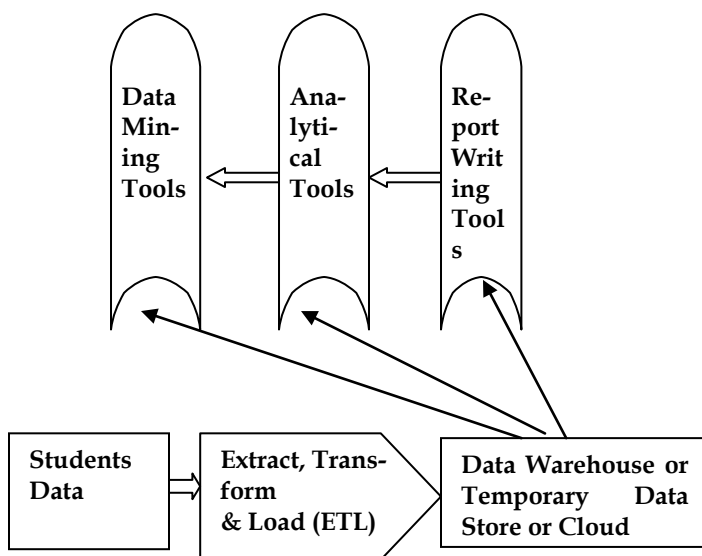 Data
Min-
ing
Tools
Ana-
lyti-
cal
Tools
Re-
port
Writ
ing
Tool
s
Students
Data
Extract, Trans-
form
& Load (ETL)
Data Warehouse or
Temporary Data
Store or Cloud